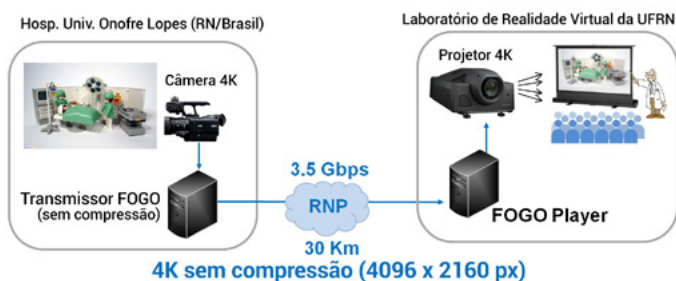 Hosp. Univ. Onofre Lopes (RN/Brasil)
Câmera 4K
Transmissor FOGO
(sem compressão)
3.5 Gbps
RNP
30 Km
Laboratório de Realidade Virtual da UFRN
Projetor 4K
FOGO Player
4K sem compressão (4096 x 2160 px)